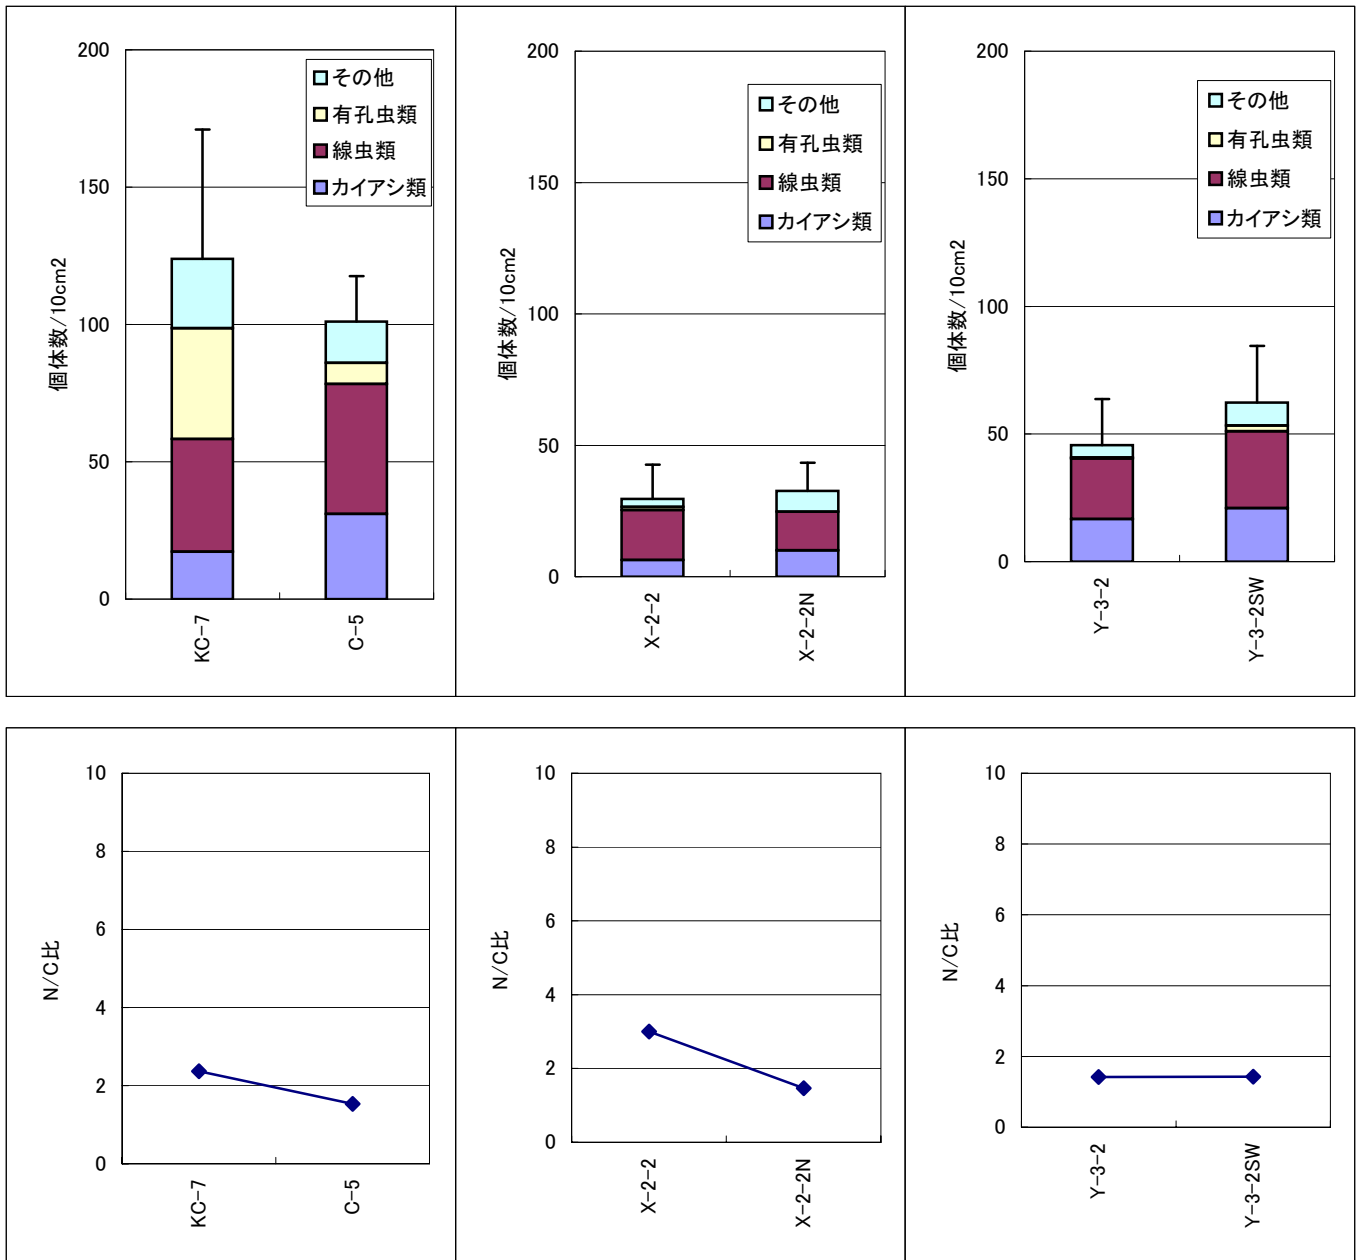 200
150
100
50
0
個体数/10cm2
その他
有孔虫類
線虫類
カイアシ類
KC-7
C-5
200
150
100
50
0
個体数/10cm2
その他
有孔虫類
線虫類
カイアシ類
X-2-2
X-2-2N
200
150
100
50
0
個体数/10cm2
その他
有孔虫類
線虫類
カイアシ類
Y-3-2
Y-3-2SW
10
8
6
4
2
0
N/C比
KC-7
C-5
10
8
6
4
2
0
N/C比
X-2-2
X-2-2N
10
8
6
4
2
0
N/C比
Y-3-2
Y-3-2SW